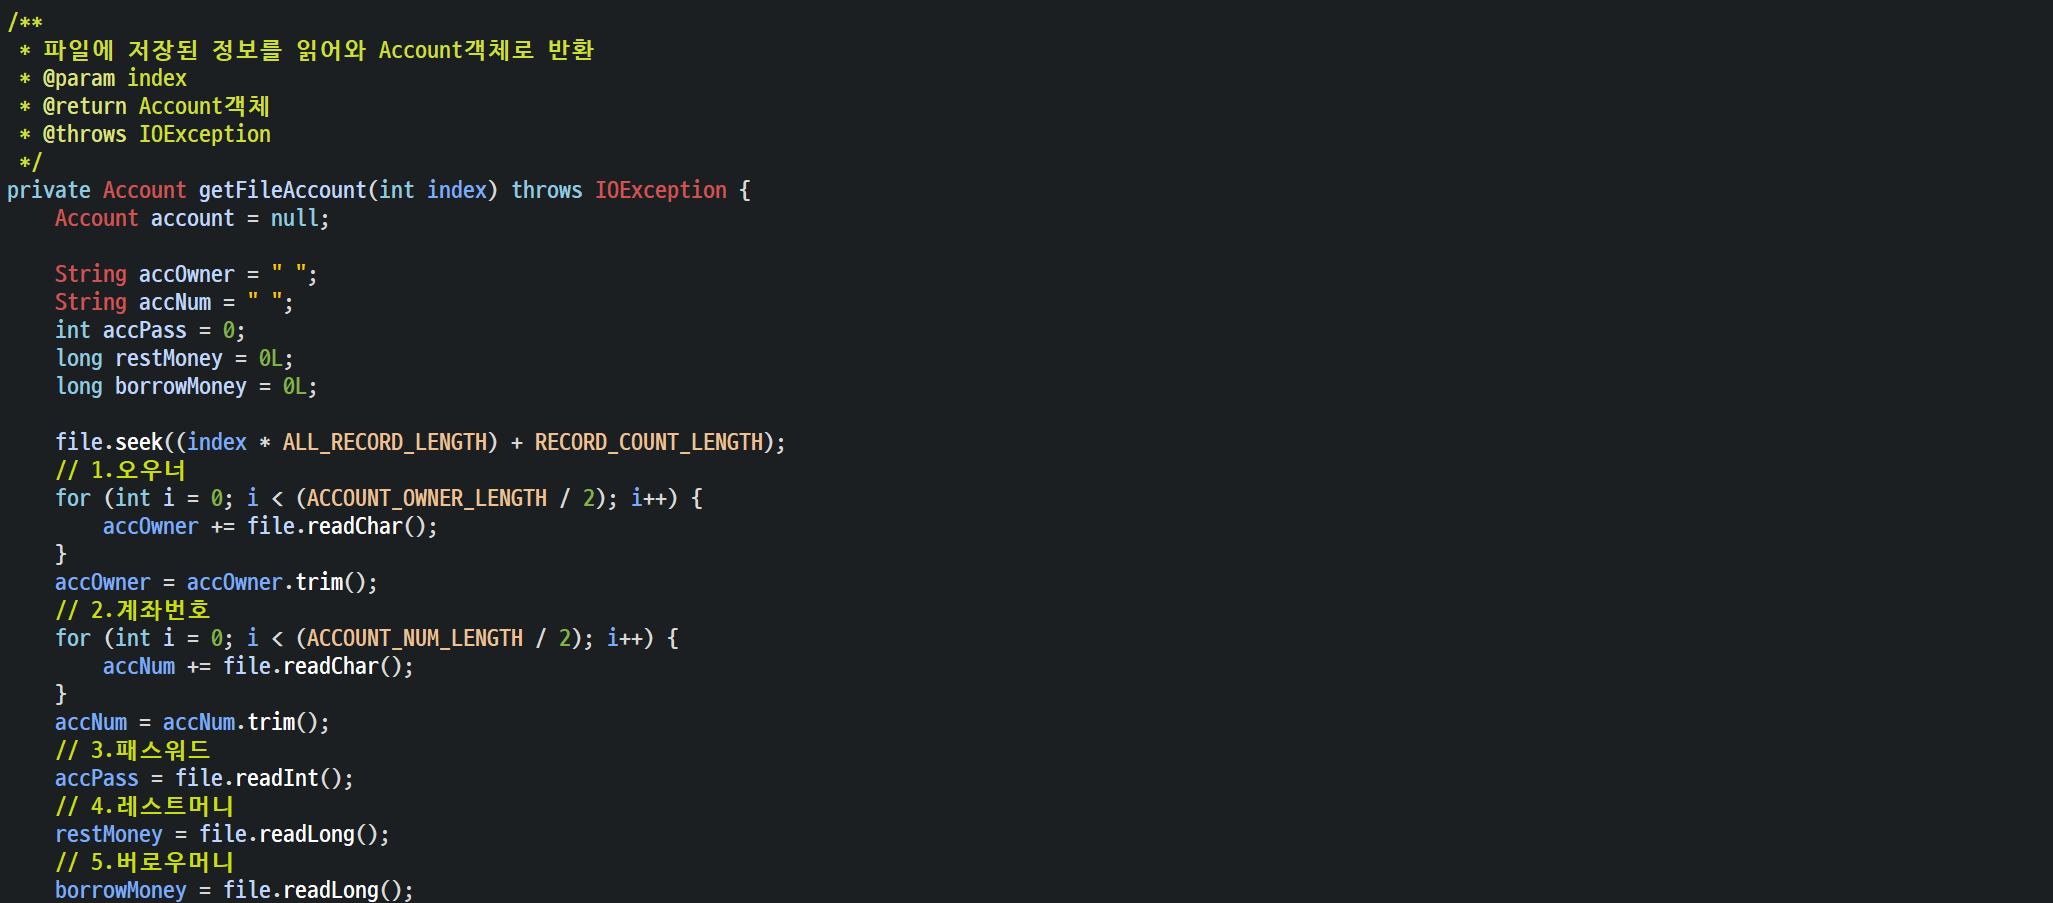 /**
 * 파일에 저장된 정보를 읽어와 Account객체로 반환
 * @param index
 * @return Account객체
 * @throws IOException
 */
private Account getFileAccount(int index) throws IOException {
    Account account = null;

    String accOwner = " ";
    String accNum = " ";
    int accPass = 0;
    long restMoney = 0L;
    long borrowMoney = 0L;

    file.seek((index * ALL_RECORD_LENGTH) + RECORD_COUNT_LENGTH);
    // 1.오우너
    for (int i = 0; i < (ACCOUNT_OWNER_LENGTH / 2); i++) {
        accOwner += file.readChar();
    }
    accOwner = accOwner.trim();
    // 2.계좌번호
    for (int i = 0; i < (ACCOUNT_NUM_LENGTH / 2); i++) {
        accNum += file.readChar();
    }
    accNum = accNum.trim();
    // 3.패스워드
    accPass = file.readInt();
    // 4.레스트머니
    restMoney = file.readLong();
    // 5.버로우머니
    borrowMoney = file.readLong();